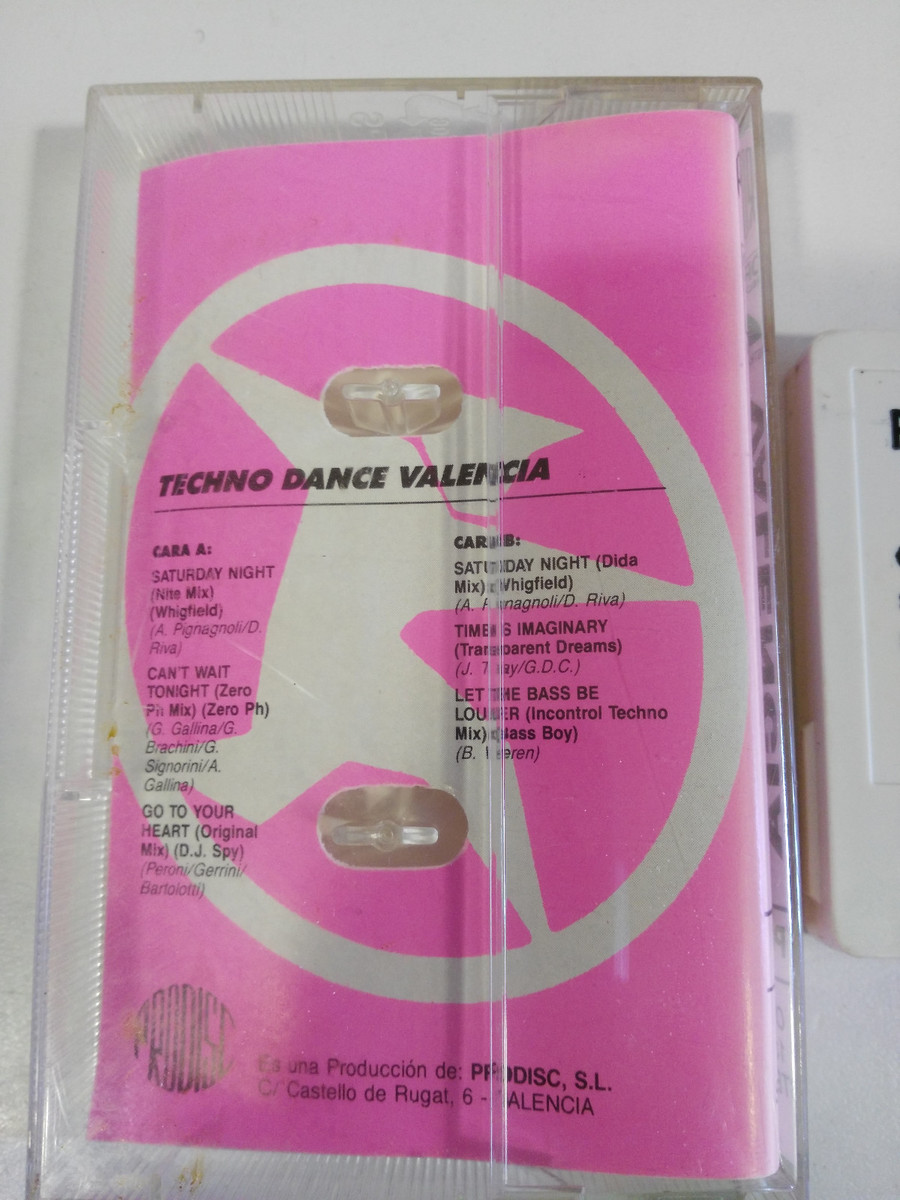 TECHNO DANCE VALENCIA
CARA A:
SATURDAY NIGHT
(Nite Mix)
(Whigfield)
(A. Pignagnoli/D.
Riva)
CAN'T WAIT
TONIGHT (Zero
Ph Mix) (Zero Ph)
(G. Gallina/G.
Brachini/G.
Signorini/A.
Gallina)
GO TO YOUR
HEART (Original
Mix) (D.J. Spy)
(Peroni/Gerrini/
Bartolotti)
CARA B:
SATURDAY NIGHT (Dida
Mix) (Whigfield)
(A. Pignagnoli/D. Riva)
TIME IS IMAGINARY
(Transparent Dreams)
(J. /G.D.C.)
LET THE BASS BE
LOUDER (Incontrol Techno
Mix) (Bass Boy)
(B.
PRODISC
Es una Producción de: PRODISC, S.L.
C/ Castello de Rugat, 6 - VALENCIA